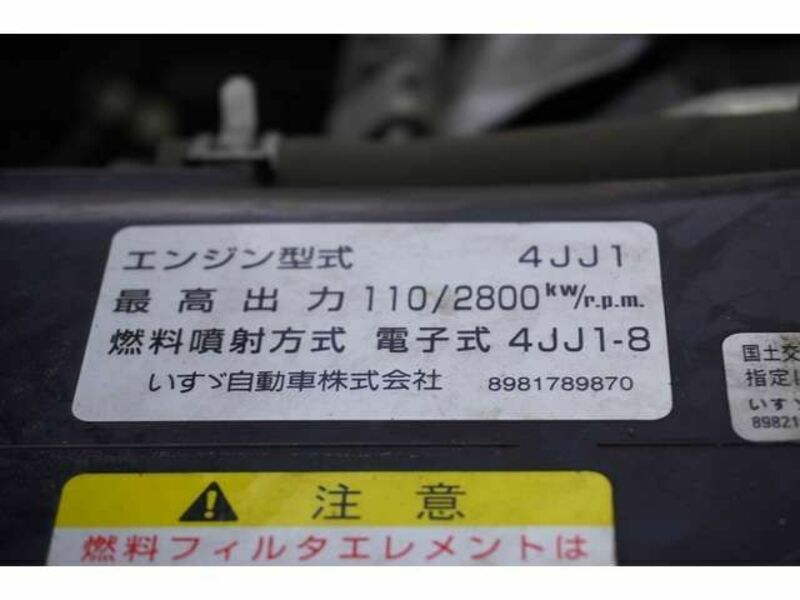 エンジン型式 4JJ1
最高出力 110/2800 kW/r.p.m.
燃料噴射方式 電子式 4JJ1-8
いすゞ自動車株式会社 8981789870
国土交
指定
いすゞ
89821
注意
燃料フィルタエレメントは